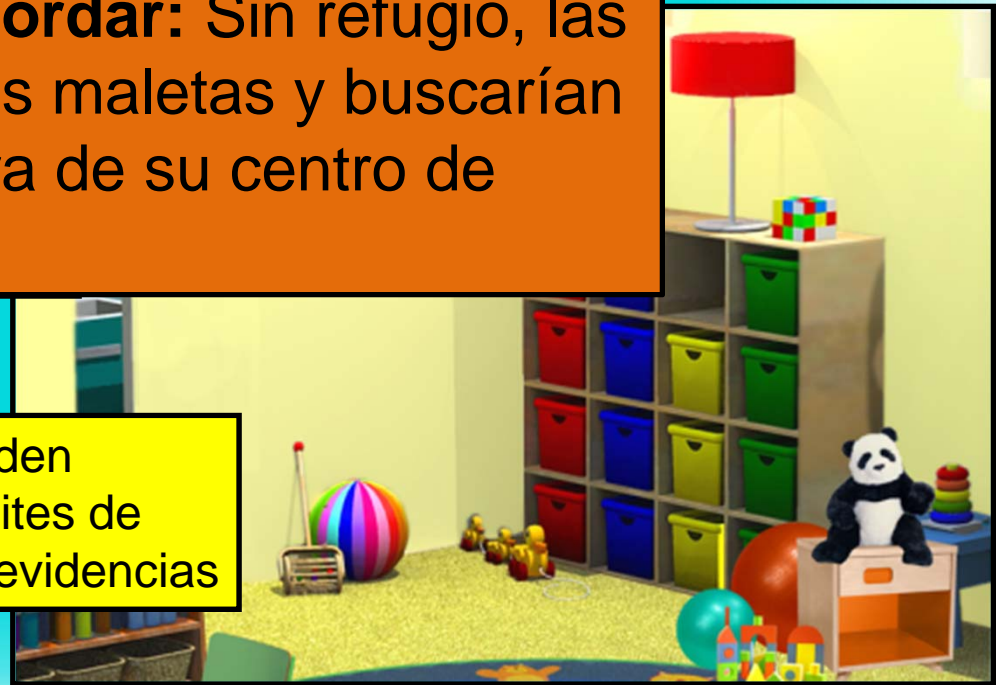 ordar: Sin refugio, las
s maletas y buscarían
a de su centro de
den
ites de
evidencias